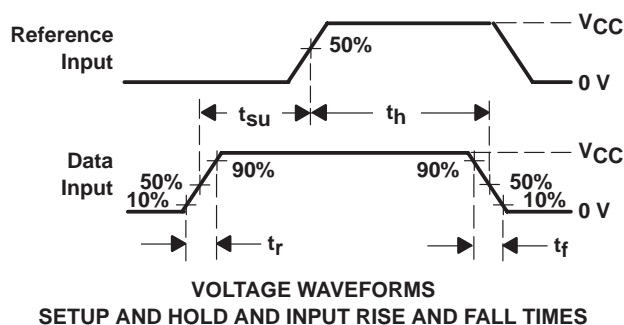 Reference
Input
50%
VCC
0 V
tsu
th
Data
Input
50%
10%
90%
90%
VCC
50%
10%
0 V
tr
tf
VOLTAGE WAVEFORMS
SETUP AND HOLD AND INPUT RISE AND FALL TIMES